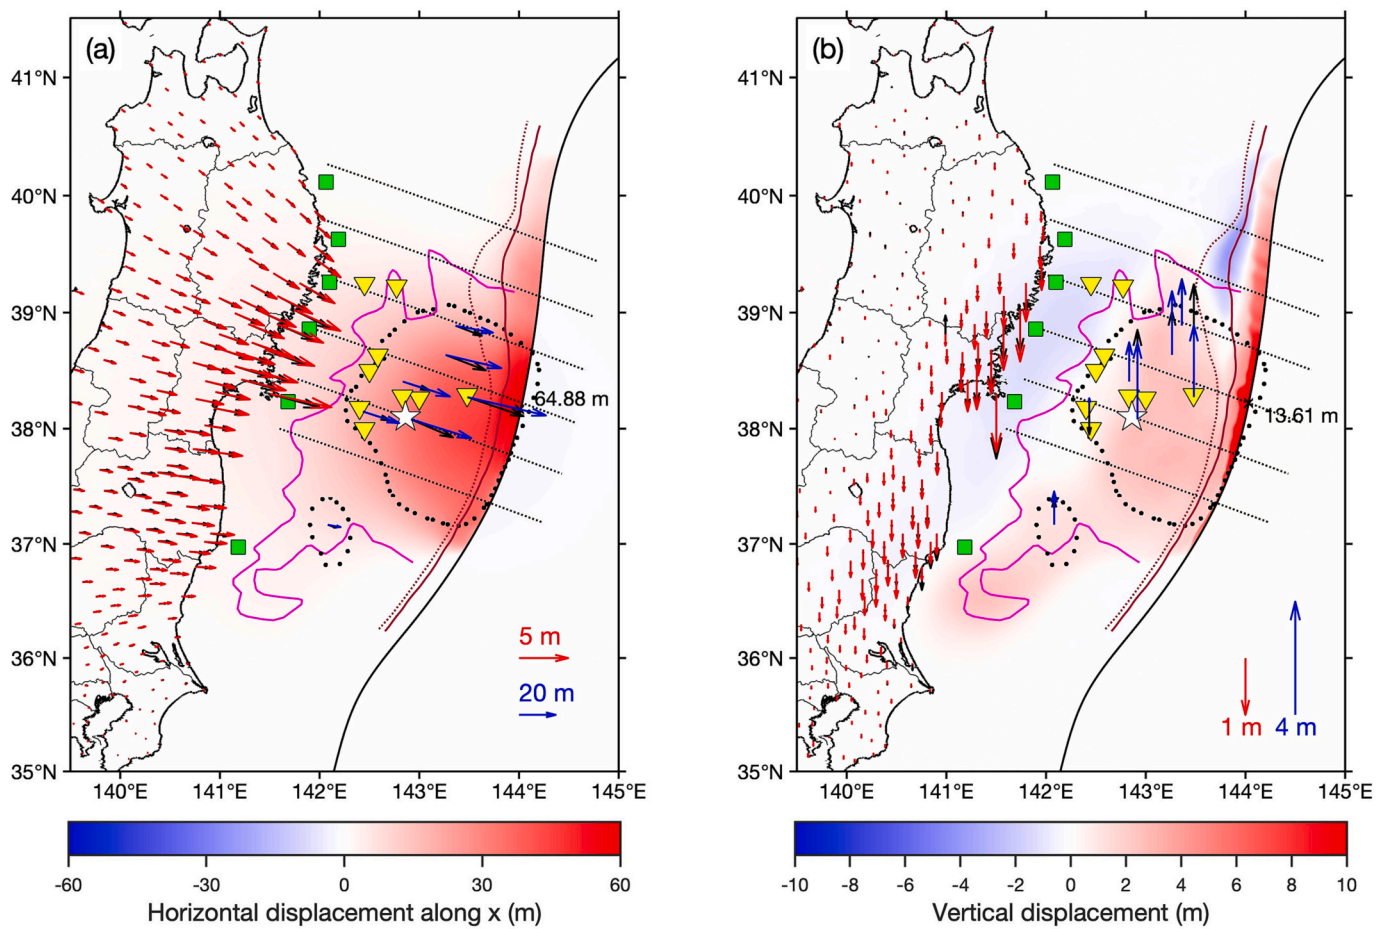 (a)
41°N
40°N
39°N
38°N
37°N
36°N
35°N
64.88 m
5 m
20 m
140°E 141°E 142°E 143°E 144°E 145°E
-60 -30 0 30 60
Horizontal displacement along x (m)
(b)
41°N
40°N
39°N
38°N
37°N
36°N
35°N
13.61 m
1 m 4 m
140°E 141°E 142°E 143°E 144°E 145°E
-10 -8 -6 -4 -2 0 2 4 6 8 10
Vertical displacement (m)